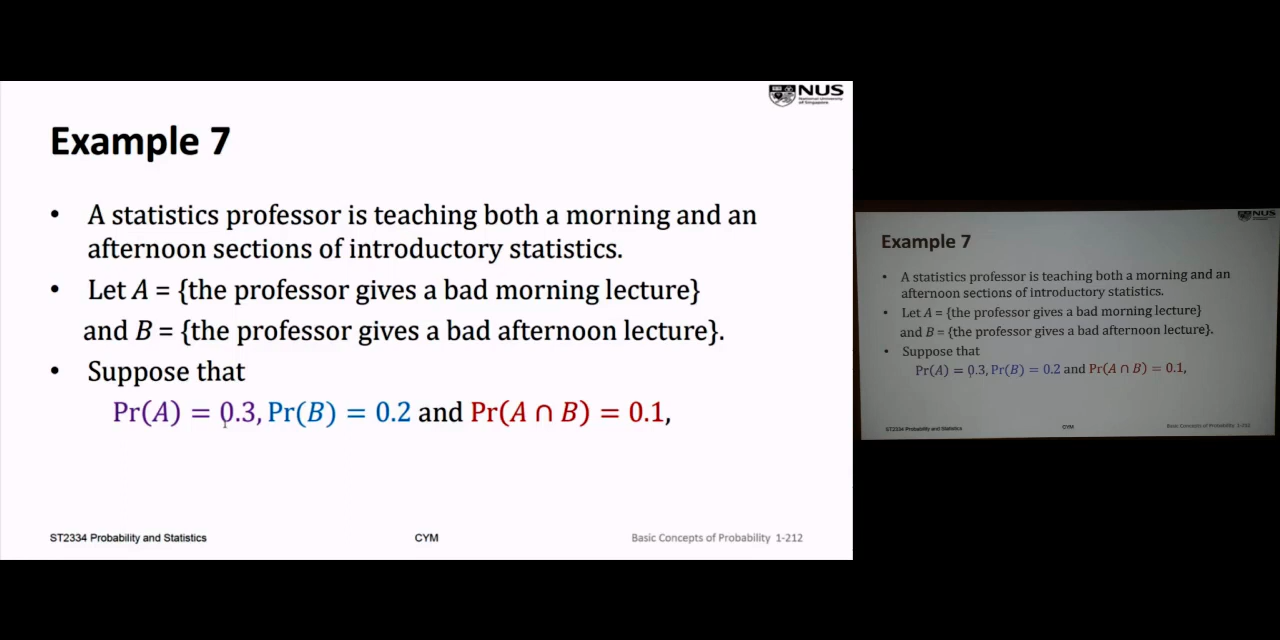 NUS
National University
of Singapore
Example 7
• A statistics professor is teaching both a morning and an
afternoon sections of introductory statistics.
• Let A = {the professor gives a bad morning lecture}
and B = {the professor gives a bad afternoon lecture}.
• Suppose that
Pr(A) = 0.3, Pr(B) = 0.2 and Pr(A ∩ B) = 0.1,
ST2334 Probability and Statistics
CYM
Basic Concepts of Probability 1-212
NUS
Example 7
• A statistics professor is teaching both a morning and an
afternoon sections of introductory statistics.
• Let A = {the professor gives a bad morning lecture}
and B = {the professor gives a bad afternoon lecture}.
• Suppose that
Pr(A) = 0.3, Pr(B) = 0.2 and Pr(A ∩ B) = 0.1,
ST2334 Probability and Statistics
CYM
Basic Concepts of Probability 1-212